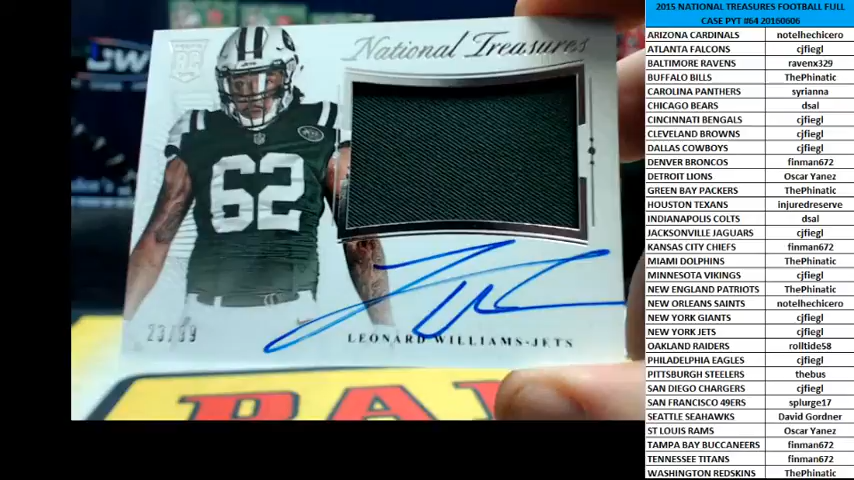 National Treasures
RC
62
LEONARD WILLIAMS-JETS
2015 NATIONAL TREASURES FOOTBALL FULL
CASE PYT #64 20160606
ARIZONA CARDINALS notelhechicero
ATLANTA FALCONS cjfiegl
BALTIMORE RAVENS ravenx329
BUFFALO BILLS ThePhinatic
CAROLINA PANTHERS syrianna
CHICAGO BEARS dsal
CINCINNATI BENGALS cjfiegl
CLEVELAND BROWNS cjfiegl
DALLAS COWBOYS cjfiegl
DENVER BRONCOS finman672
DETROIT LIONS Oscar Yanez
GREEN BAY PACKERS ThePhinatic
HOUSTON TEXANS injuredreserve
INDIANAPOLIS COLTS dsal
JACKSONVILLE JAGUARS cjfiegl
KANSAS CITY CHIEFS finman672
MIAMI DOLPHINS ThePhinatic
MINNESOTA VIKINGS cjfiegl
NEW ENGLAND PATRIOTS ThePhinatic
NEW ORLEANS SAINTS notelhechicero
NEW YORK GIANTS cjfiegl
NEW YORK JETS cjfiegl
OAKLAND RAIDERS rolltide58
PHILADELPHIA EAGLES cjfiegl
PITTSBURGH STEELERS thebus
SAN DIEGO CHARGERS cjfiegl
SAN FRANCISCO 49ERS splurge17
SEATTLE SEAHAWKS David Gordner
ST LOUIS RAMS Oscar Yanez
TAMPA BAY BUCCANEERS finman672
TENNESSEE TITANS finman672
WASHINGTON REDSKINS ThePhinatic